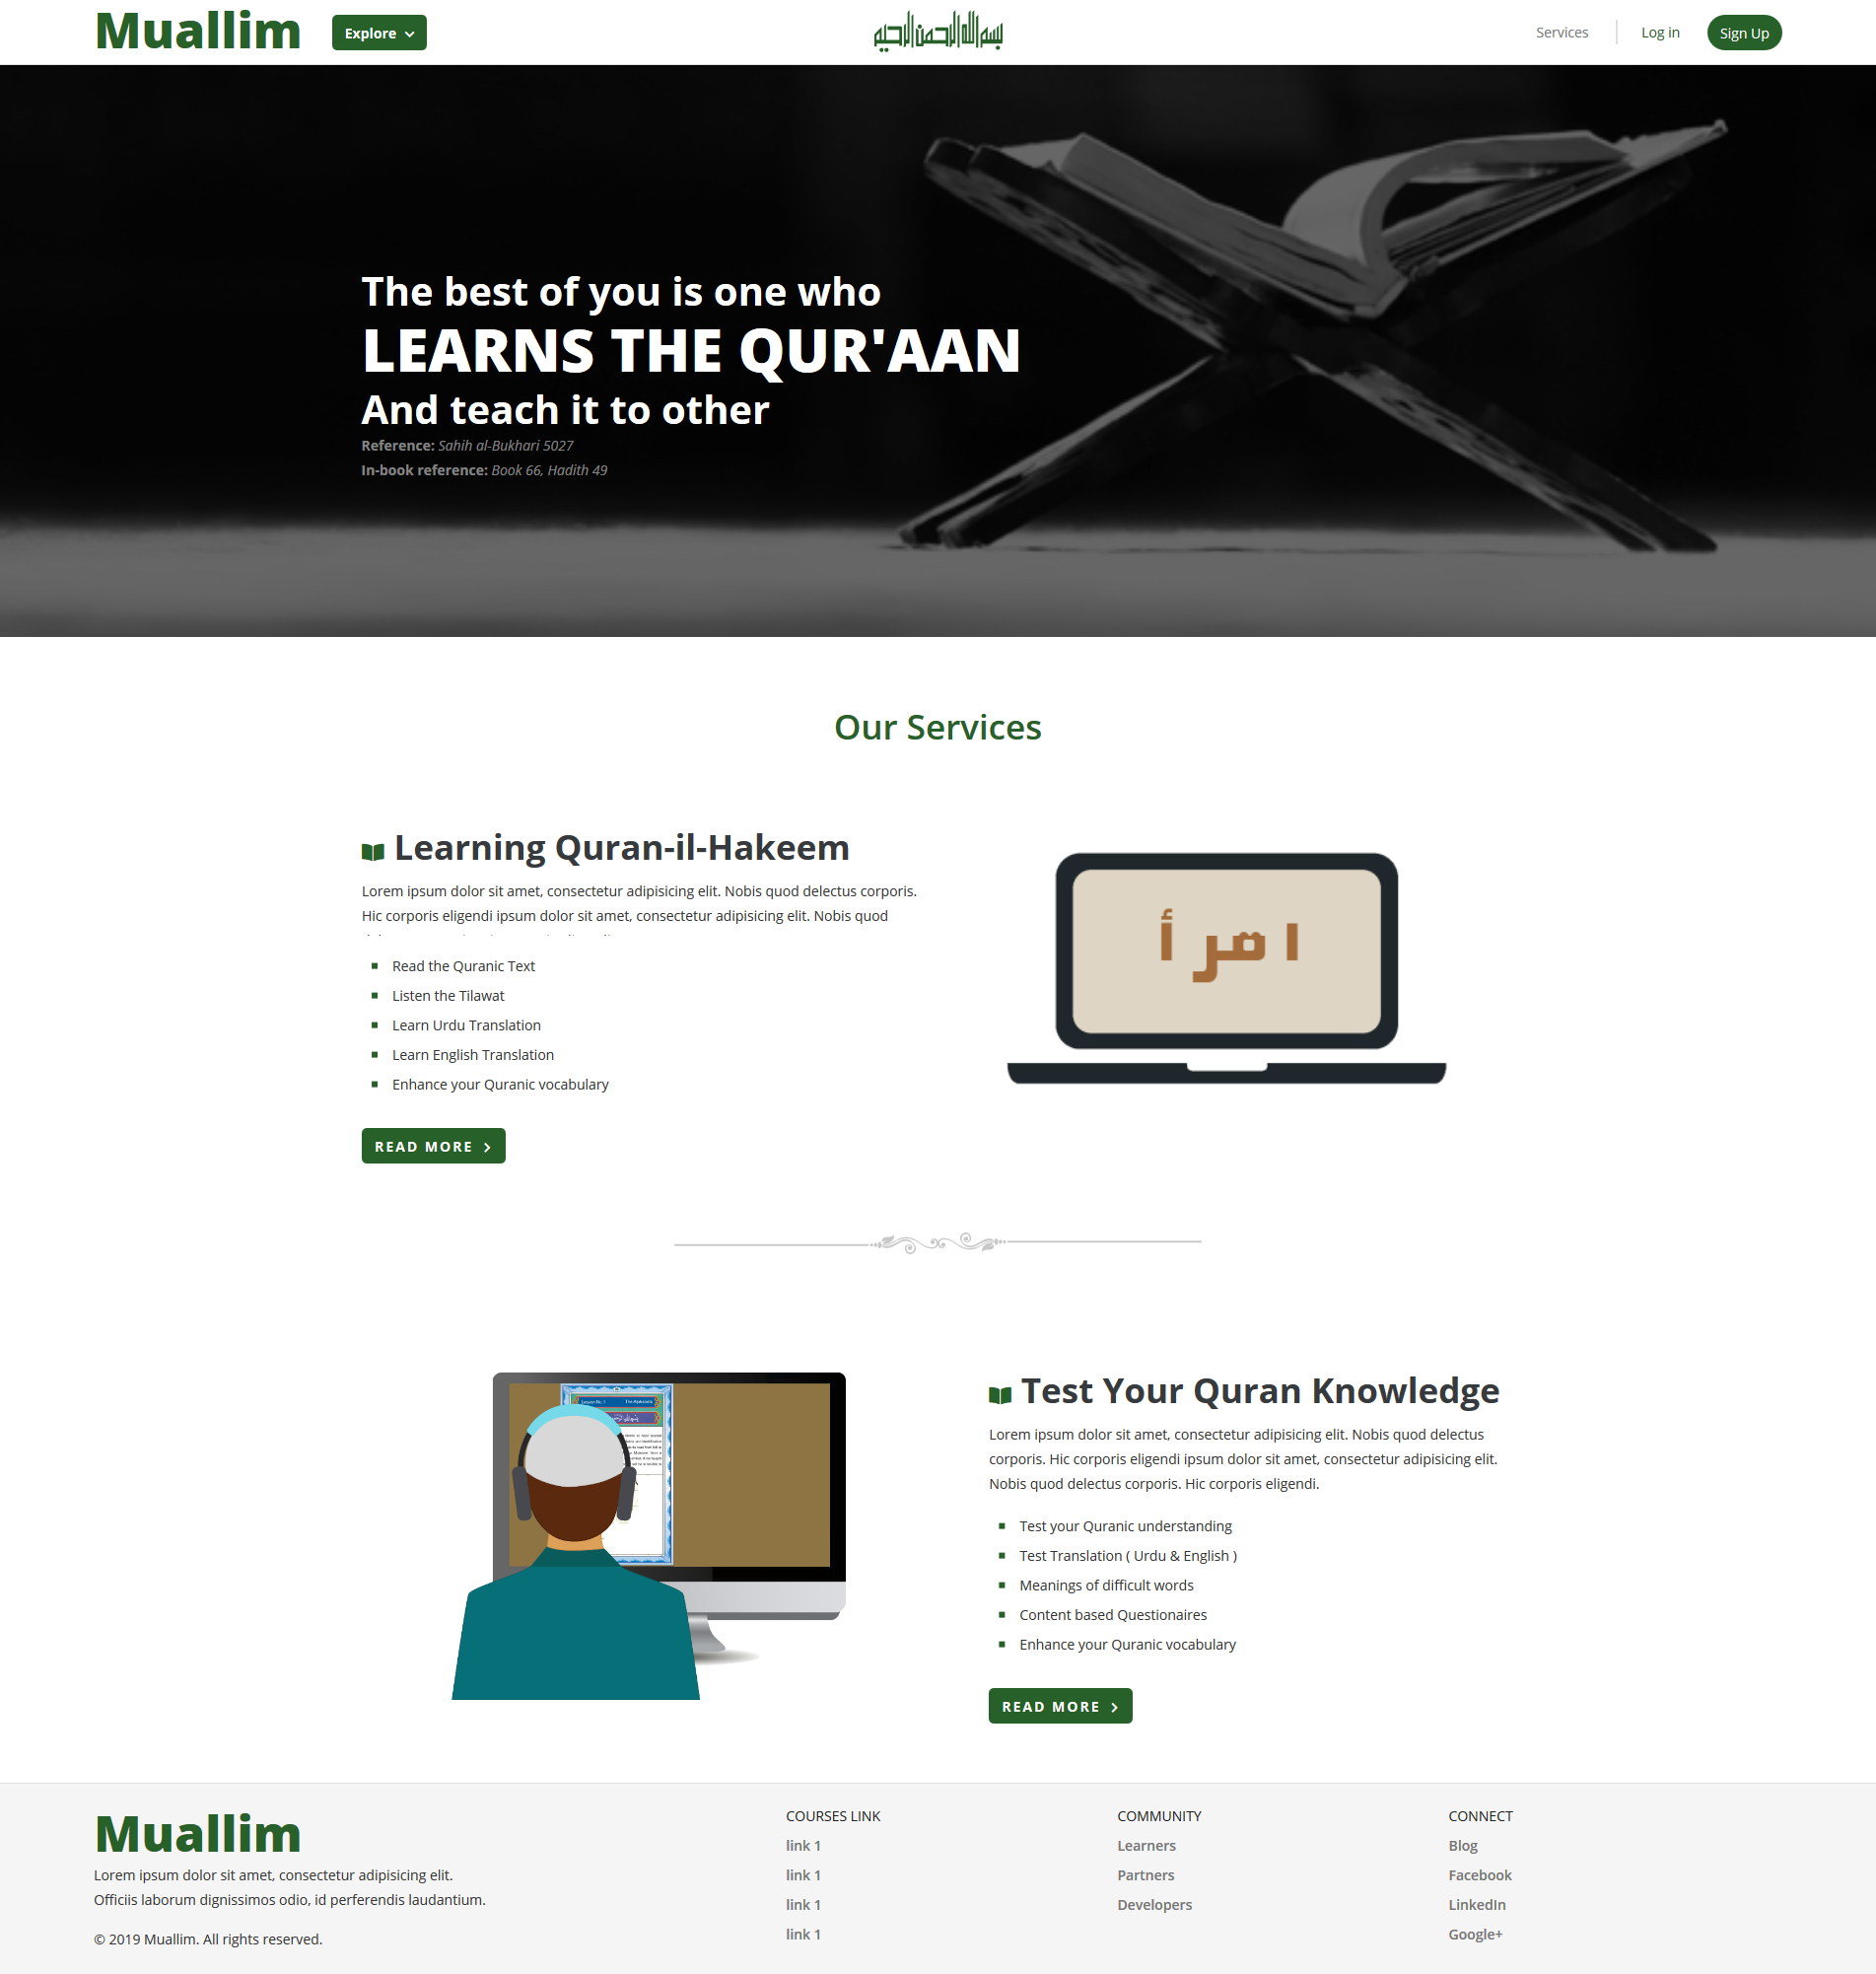 Muallim
Explore
بسم الله الرحمن الرحيم
Services
Log in
Sign Up
The best of you is one who
LEARNS THE QUR'AAN
And teach it to other
Reference: Sahih al-Bukhari 5027
In-book reference: Book 66, Hadith 49
Our Services
Learning Quran-il-Hakeem
Lorem ipsum dolor sit amet, consectetur adipisicing elit. Nobis quod delectus corporis.
Hic corporis eligendi ipsum dolor sit amet, consectetur adipisicing elit. Nobis quod
Read the Quranic Text
Listen the Tilawat
Learn Urdu Translation
Learn English Translation
Enhance your Quranic vocabulary
READ MORE
اقرأ
Test Your Quran Knowledge
Lorem ipsum dolor sit amet, consectetur adipisicing elit. Nobis quod delectus
corporis. Hic corporis eligendi ipsum dolor sit amet, consectetur adipisicing elit.
Nobis quod delectus corporis. Hic corporis eligendi.
Test your Quranic understanding
Test Translation ( Urdu & English )
Meanings of difficult words
Content based Questionaires
Enhance your Quranic vocabulary
READ MORE
Muallim
Lorem ipsum dolor sit amet, consectetur adipisicing elit.
Officiis laborum dignissimos odio, id perferendis laudantium.
© 2019 Muallim. All rights reserved.
COURSES LINK
link 1
link 1
link 1
link 1
COMMUNITY
Learners
Partners
Developers
CONNECT
Blog
Facebook
LinkedIn
Google+